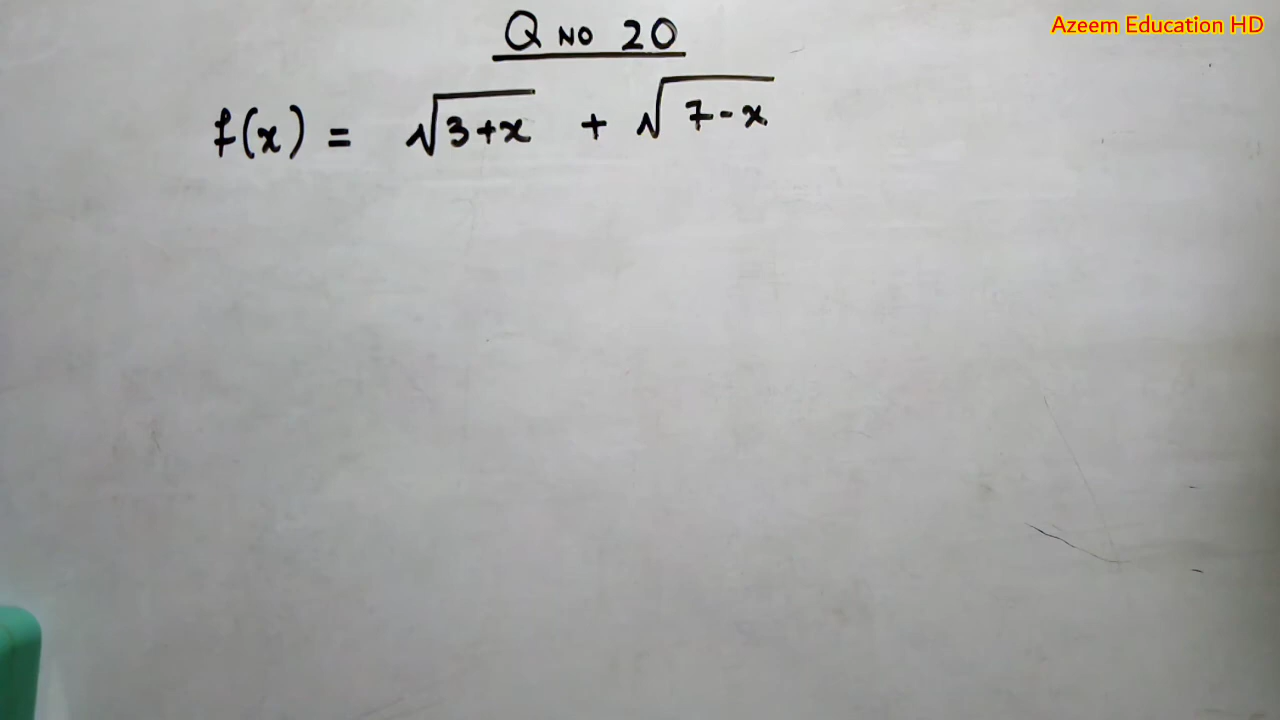 Azeem Education HD
Q NO 20
f(x) = √3+x + √7-x